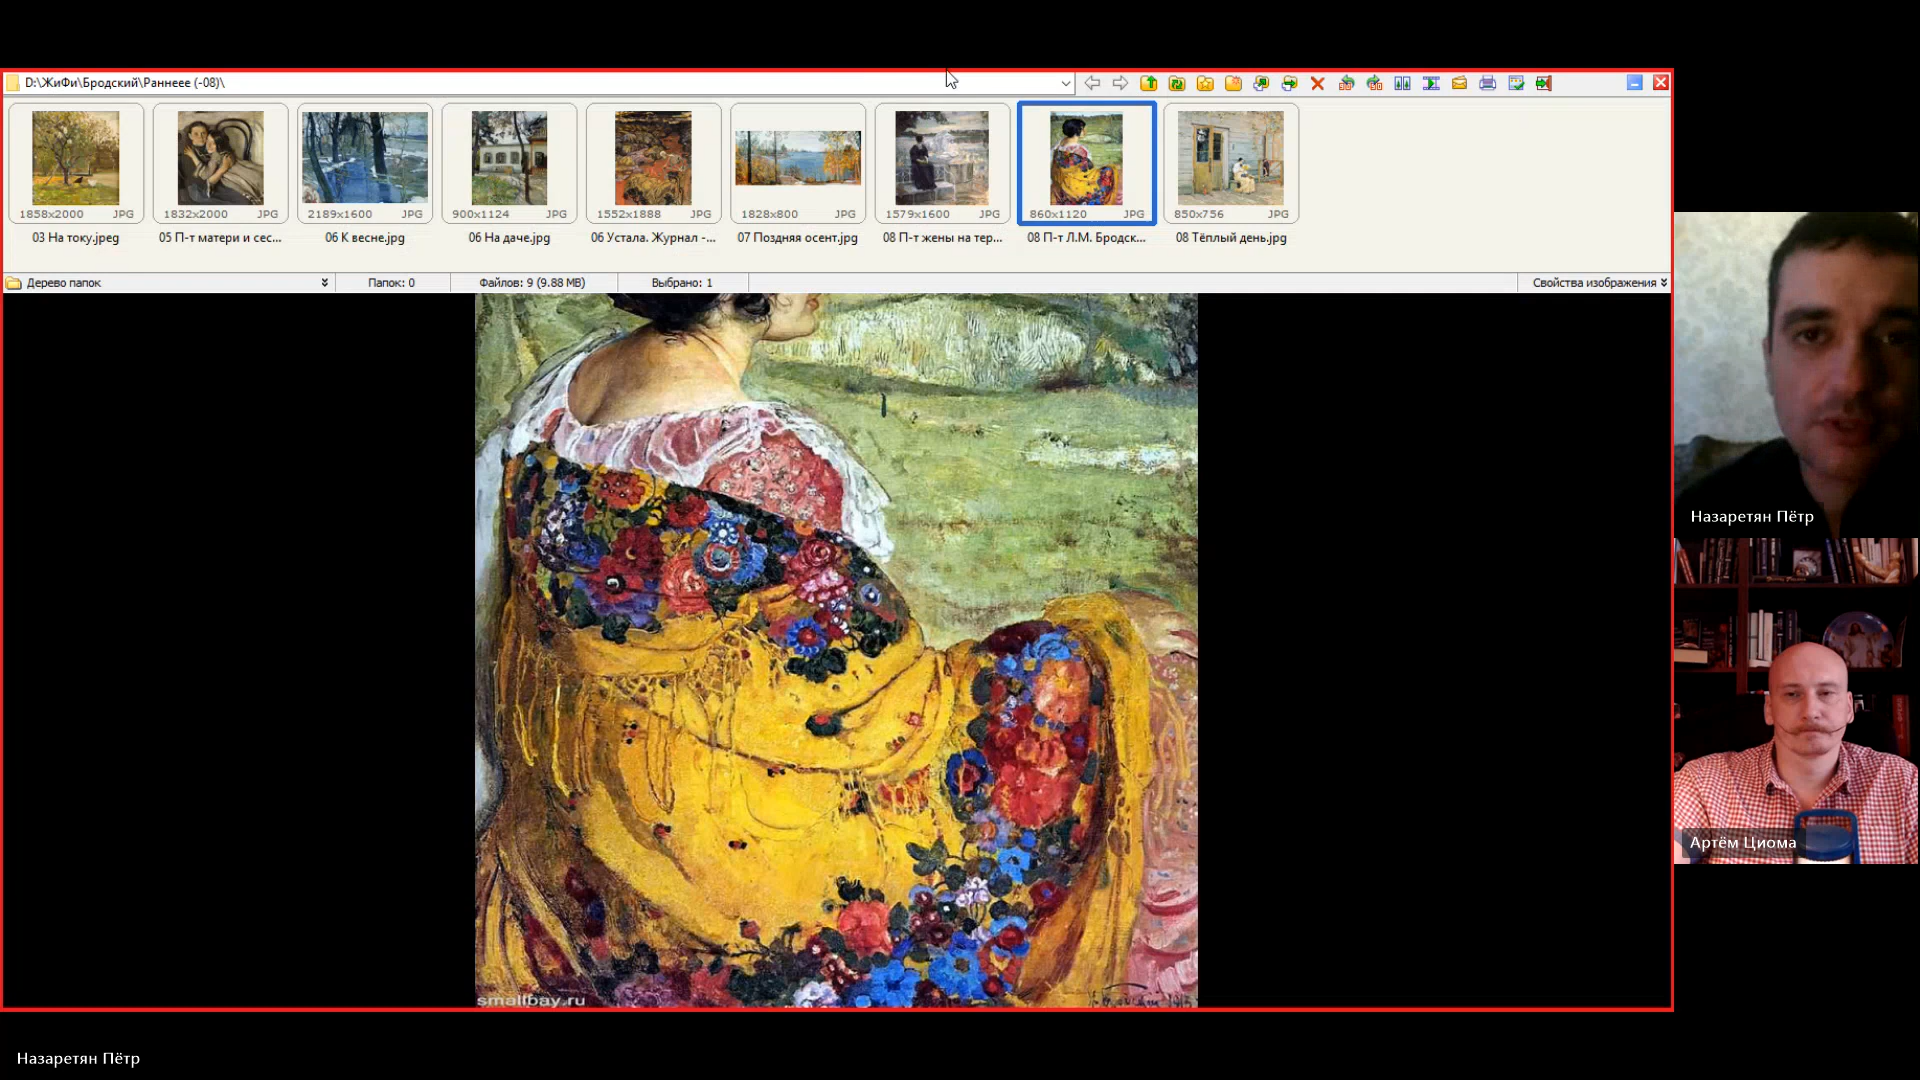 D:\ЖиФи\Бродский\Раннеее (-08)\
1858x2000 JPG
1832x2000 JPG
2189x1600 JPG
900x1124 JPG
1552x1888 JPG
1828x800 JPG
1579x1600 JPG
860x1120 JPG
850x756 JPG
03 На току.jpeg
05 П-т матери и сес...
06 К весне.jpg
06 На даче.jpg
06 Устала. Журнал -...
07 Поздняя осент.jpg
08 П-т жены на тер...
08 П-т Л.М. Бродск...
08 Тёплый день.jpg
Дерево папок
Папок: 0
Файлов: 9 (9.88 MB)
Выбрано: 1
Свойства изображения
Назаретян Пётр
Артём Циома
smallbay.ru
Назаретян Пётр